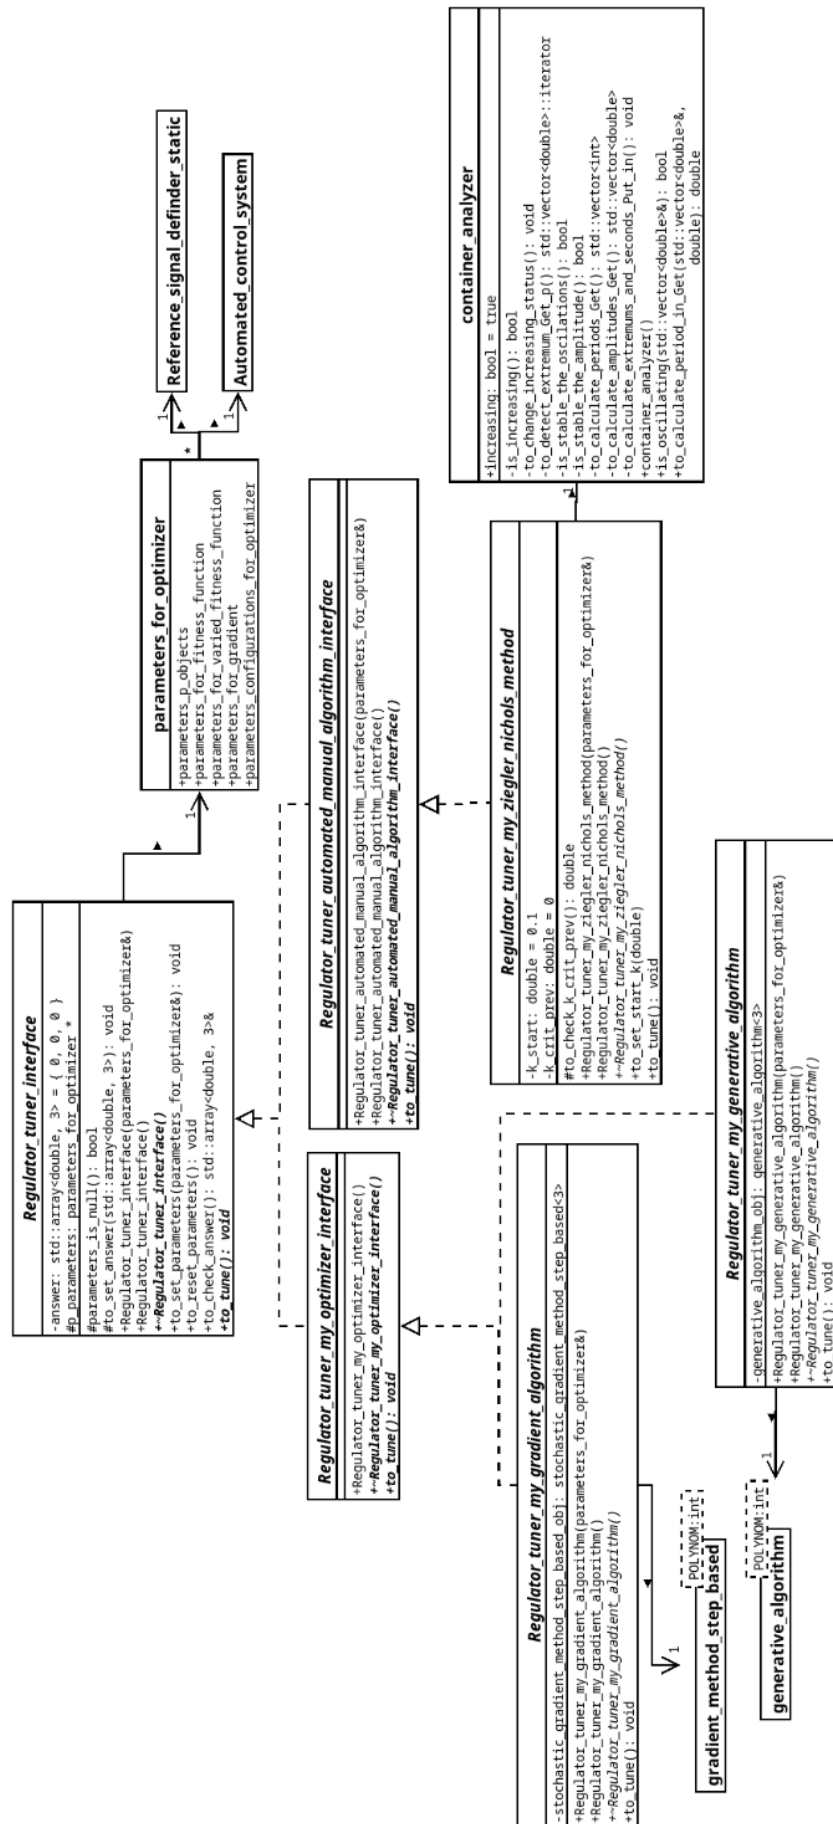 Regulator_tuner_interface
-answer: std::array<double, 3> = { 0, 0, 0 }
#p_parameters: parameters_for_optimizer *
#parameters_is_null(): bool
#to_set_answer(std::array<double, 3>): void
+Regulator_tuner_interface(parameters_for_optimizer&)
+Regulator_tuner_interface()
+~Regulator_tuner_interface()
+to_set_parameters(parameters_for_optimizer&): void
+to_reset_parameters(): void
+to_check_answer(): std::array<double, 3>&
+to_tune(): void
1
parameters_for_optimizer
+parameters_p_objects
+parameters_for_fitness_function
+parameters_for_varied_fitness_function
+parameters_for_gradient
+parameters_configurations_for_optimizer
*
1
1
Reference_signal_definder_static
Automated_control_system
Regulator_tuner_my_optimizer_interface
+Regulator_tuner_my_optimizer_interface()
+~Regulator_tuner_my_optimizer_interface()
+to_tune(): void
Regulator_tuner_automated_manual_algorithm_interface
+Regulator_tuner_automated_manual_algorithm_interface(parameters_for_optimizer&)
+Regulator_tuner_automated_manual_algorithm_interface()
+~Regulator_tuner_automated_manual_algorithm_interface()
+to_tune(): void
container_analyzer
+increasing: bool = true
-is_increasing(): bool
-to_change_increasing_status(): void
-to_detect_extremum_Get_p(): std::vector<double>::iterator
-is_stable_the_oscilations(): bool
-is_stable_the_amplitude(): bool
-to_calculate_periods_Get(): std::vector<int>
-to_calculate_amplitudes_Get(): std::vector<double>
-to_calculate_extremums_and_seconds_Put_in(): void
+container_analyzer()
+is_oscillating(std::vector<double>&): bool
+to_calculate_period_in_Get(std::vector<double>&,
double): double
1
Regulator_tuner_my_ziegler_nichols_method
-k_start: double = 0.1
-k_crit_prev: double = 0
#to_check_k_crit_prev(): double
+Regulator_tuner_my_ziegler_nichols_method(parameters_for_optimizer&)
+Regulator_tuner_my_ziegler_nichols_method()
+~Regulator_tuner_my_ziegler_nichols_method()
+to_set_start_k(double)
+to_tune(): void
Regulator_tuner_my_gradient_algorithm
-stochastic_gradient_method_step_based_obj: stochastic_gradient_method_step_based<3>
+Regulator_tuner_my_gradient_algorithm(parameters_for_optimizer&)
+Regulator_tuner_my_gradient_algorithm()
+~Regulator_tuner_my_gradient_algorithm()
+to_tune(): void
Regulator_tuner_my_generative_algorithm
-generative_algorithm_obj: generative_algorithm<3>
+Regulator_tuner_my_generative_algorithm(parameters_for_optimizer&)
+Regulator_tuner_my_generative_algorithm()
+~Regulator_tuner_my_generative_algorithm()
+to_tune(): void
1
POLYNOM:int
gradient_method_step_based
1
POLYNOM:int
generative_algorithm